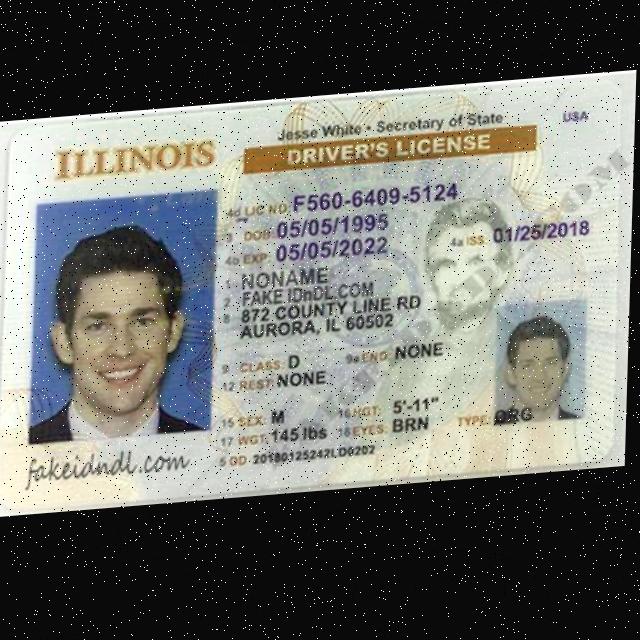 Jesse White • Secretary of State
USA
ILLINOIS
DRIVER'S LICENSE
4d LIC NO. F560-6409-5124
3 DOB: 05/05/1995
4b EXP: 05/05/2022
4a ISS: 01/25/2018
1 NONAME
2 FAKE IDnDL.COM
8 872 COUNTY LINE RD
AURORA, IL 60502
9 CLASS: D
9a END: NONE
12 REST: NONE
15 SEX: M
16 HGT: 5'-11"
17 WGT: 145 lbs
18 EYES: BRN
TYPE: ORG
5 DD: 20180125242LD0202
fakeidndl.com